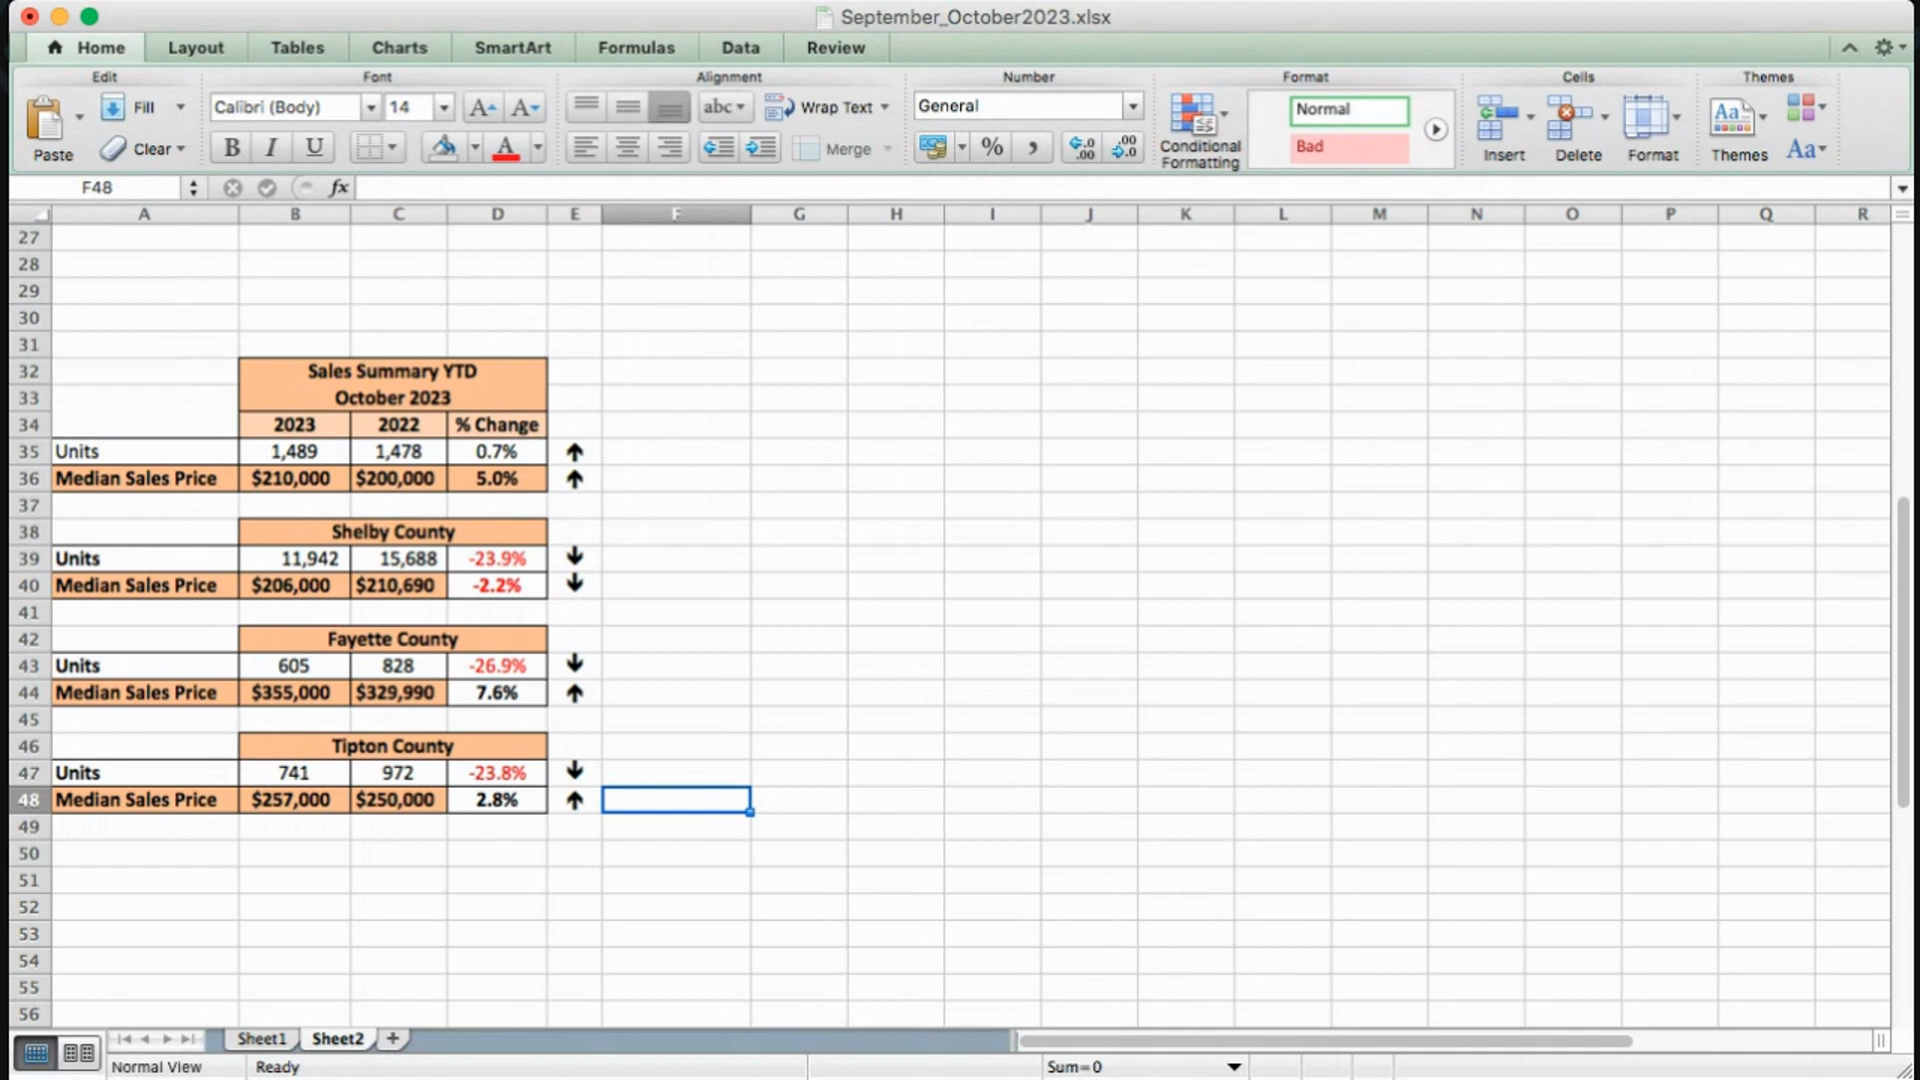 September_October2023.xlsx
Home Layout Tables Charts SmartArt Formulas Data Review
Edit Font Alignment Number Format Cells Themes
Paste Fill Clear Calibri (Body) 14 A A B I U A abc Wrap Text Merge General % , .0 .00 .00 .0 Conditional Formatting Normal Bad Insert Delete Format Aa Themes Aa
F48 fx
A B C D E F G H I J K L M N O P Q R
27
28
29
30
31
32 Sales Summary YTD
33 October 2023
34 2023 2022 % Change
35 Units 1,489 1,478 0.7% ↑
36 Median Sales Price $210,000 $200,000 5.0% ↑
37
38 Shelby County
39 Units 11,942 15,688 -23.9% ↓
40 Median Sales Price $206,000 $210,690 -2.2% ↓
41
42 Fayette County
43 Units 605 828 -26.9% ↓
44 Median Sales Price $355,000 $329,990 7.6% ↑
45
46 Tipton County
47 Units 741 972 -23.8% ↓
48 Median Sales Price $257,000 $250,000 2.8% ↑
49
50
51
52
53
54
55
56
Sheet1 Sheet2 +
Normal View Ready Sum=0